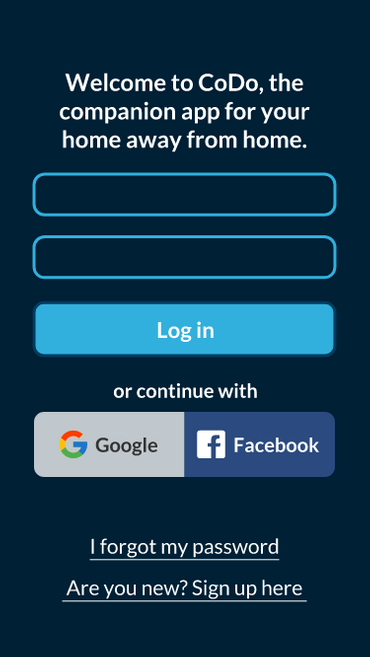 Welcome to CoDo, the
companion app for your
home away from home.
Log in
or continue with
Google
Facebook
I forgot my password
Are you new? Sign up here